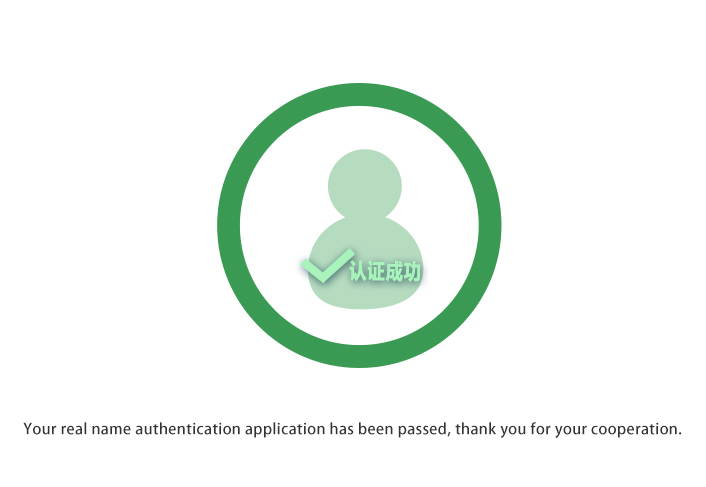 认证成功
Your real name authentication application has been passed, thank you for your cooperation.